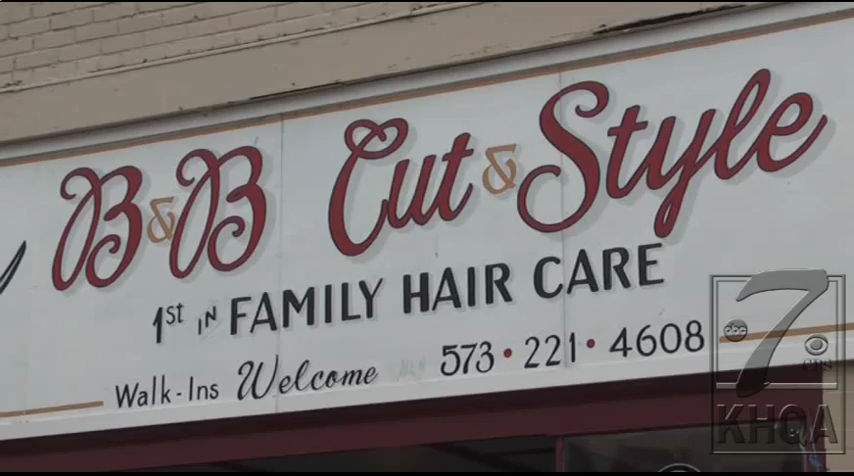 B & B Cut & Style
1st IN FAMILY HAIR CARE
Walk-Ins Welcome 573 • 221 • 4608
7
abc CBS
KHQA